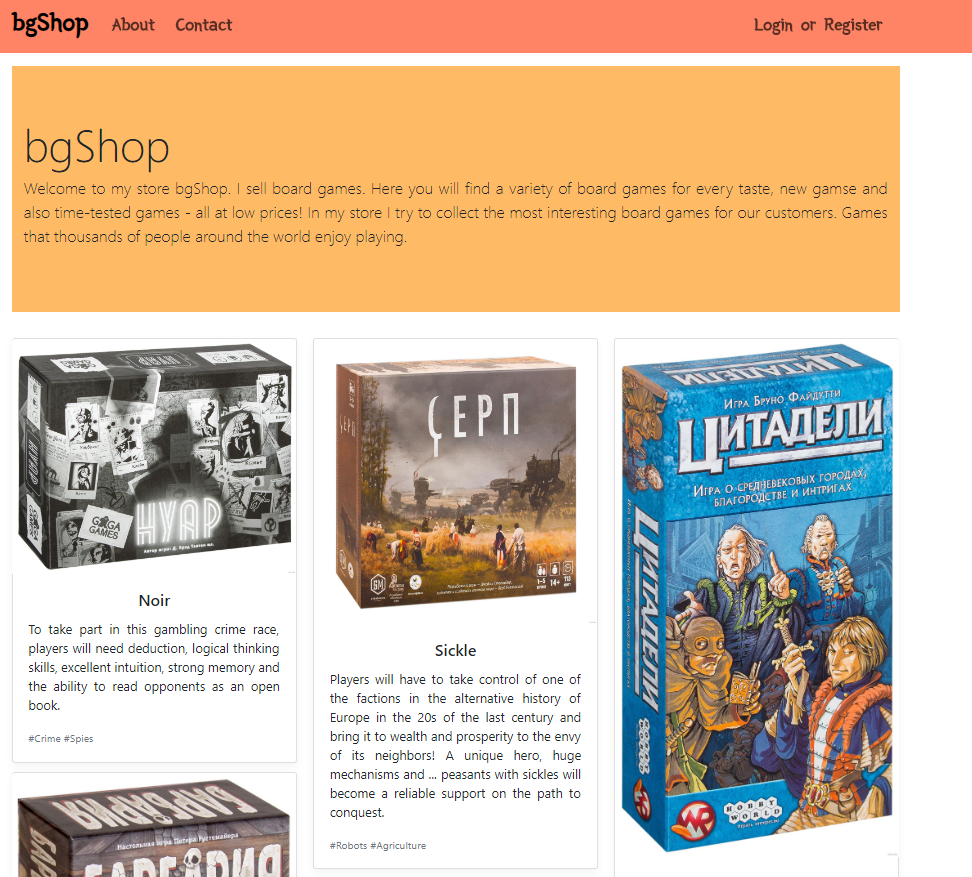 bgShop About Contact Login or Register
bgShop
Welcome to my store bgShop. I sell board games. Here you will find a variety of board games for every taste, new gamse and
also time-tested games - all at low prices! In my store I try to collect the most interesting board games for our customers. Games
that thousands of people around the world enjoy playing.
НУАР
GAGA
GAMES
Noir
To take part in this gambling crime race,
players will need deduction, logical thinking
skills, excellent intuition, strong memory and
the ability to read opponents as an open
book.
#Crime #Spies
Настольная игра Питера Рустемайера
СЕРП
1-5
14+
115
Sickle
Players will have to take control of one of
the factions in the alternative history of
Europe in the 20s of the last century and
bring it to wealth and prosperity to the envy
of its neighbors! A unique hero, huge
mechanisms and ... peasants with sickles will
become a reliable support on the path to
conquest.
#Robots #Agriculture
ЦИТАДЕЛИ
Игра Бруно Файдутти
ЦИТАДЕЛИ
Игра о средневековых городах,
благородстве и интригах
ЦИТАДЕЛИ
HOBBY
WORLD